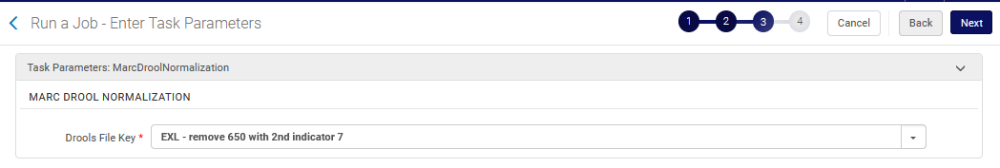 Run a Job - Enter Task Parameters
1 2 3 4
Cancel Back Next
Task Parameters: MarcDroolNormalization
MARC DROOL NORMALIZATION
Drools File Key * EXL - remove 650 with 2nd indicator 7